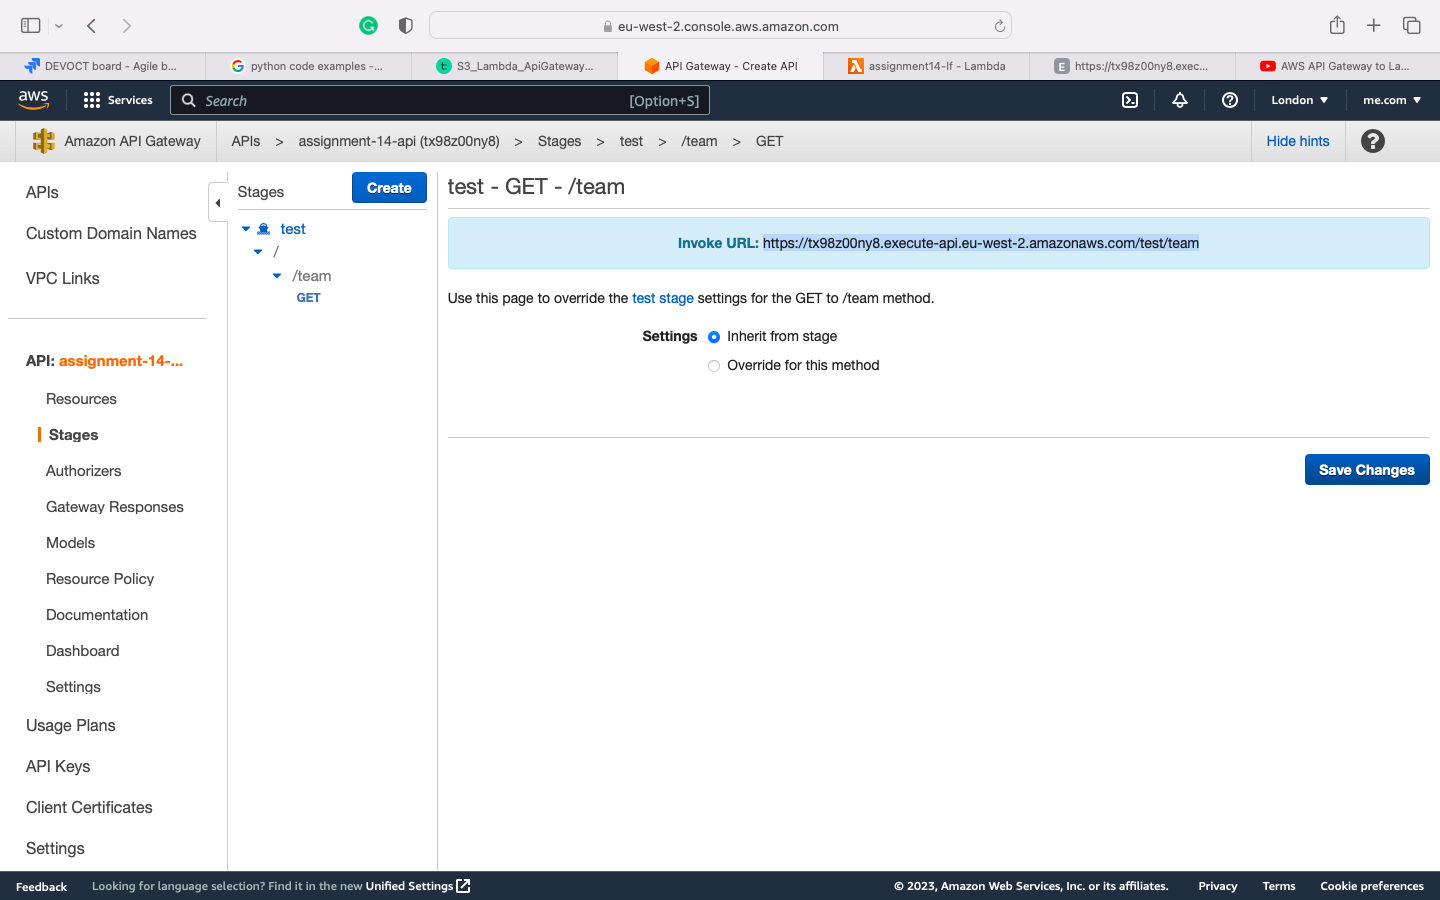 eu-west-2.console.aws.amazon.com
DEVOCT board - Agile b...
python code examples -...
S3_Lambda_ApiGateway...
API Gateway - Create API
assignment14-lf - Lambda
https://tx98z00ny8.exec...
AWS API Gateway to La...
aws
Services
Search
[Option+S]
London
me.com
Amazon API Gateway
APIs > assignment-14-api (tx98z00ny8) > Stages > test > /team > GET
Hide hints
APIs
Custom Domain Names
VPC Links
API: assignment-14-...
Resources
Stages
Authorizers
Gateway Responses
Models
Resource Policy
Documentation
Dashboard
Settings
Usage Plans
API Keys
Client Certificates
Settings
Stages
Create
test
/
/team
GET
test - GET - /team
Invoke URL: https://tx98z00ny8.execute-api.eu-west-2.amazonaws.com/test/team
Use this page to override the test stage settings for the GET to /team method.
Settings
Inherit from stage
Override for this method
Save Changes
Feedback
Looking for language selection? Find it in the new Unified Settings
© 2023, Amazon Web Services, Inc. or its affiliates.
Privacy
Terms
Cookie preferences